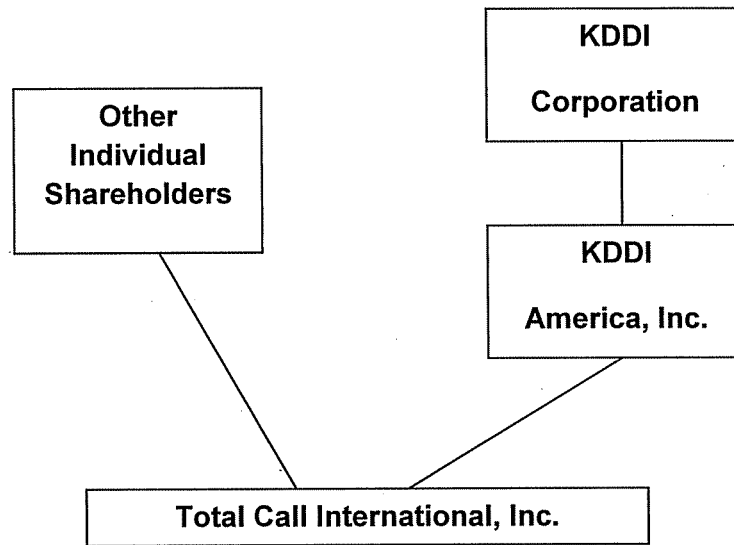 KDDI
Corporation
Other
Individual
Shareholders
KDDI
America, Inc.
Total Call International, Inc.